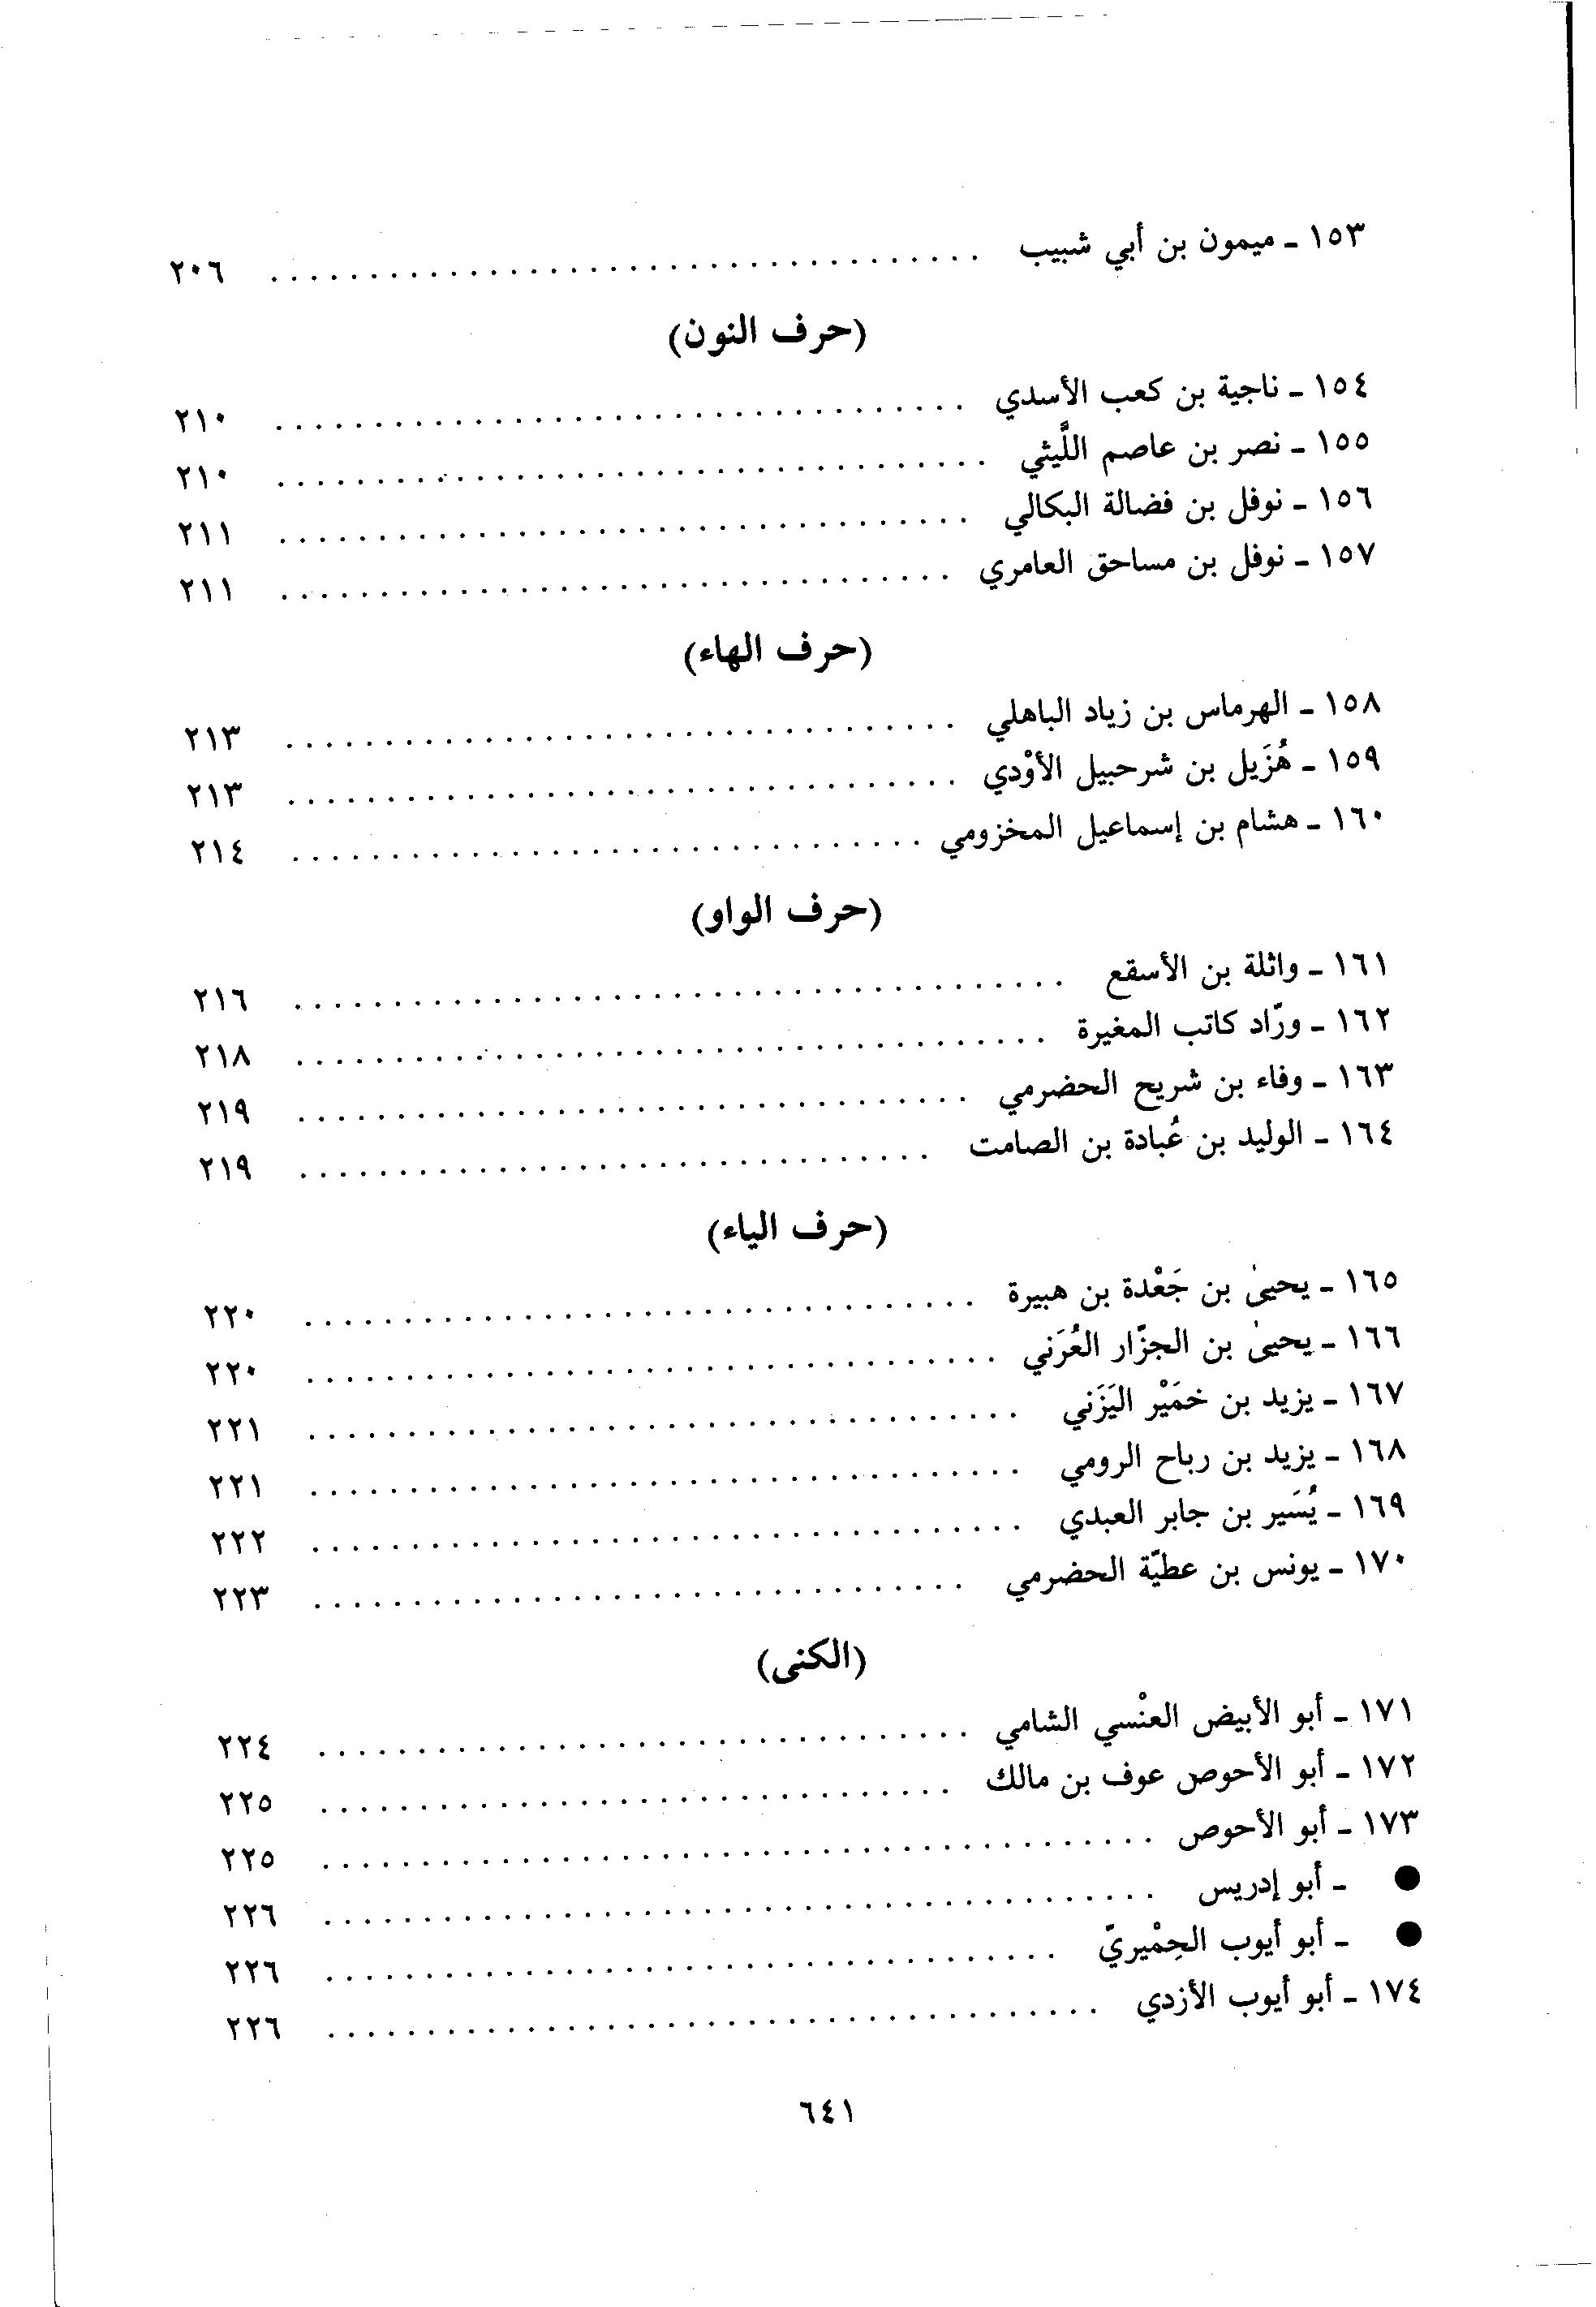 ١٥٣ ـ ميمون بن أبي شبيب . . . . . . . . . . . . . . . . . . . . ٢٠٦
(حرف النون)
١٥٤ ـ ناجية بن كعب الأسدي . . . . . . . . . . . . . . . . . . . . ٢١٠
١٥٥ ـ نصر بن عاصم اللَّيثي . . . . . . . . . . . . . . . . . . . . ٢١٠
١٥٦ ـ نوفل بن فضالة البكالي . . . . . . . . . . . . . . . . . . . . ٢١١
١٥٧ ـ نوفل بن مساحق العامري . . . . . . . . . . . . . . . . . . . . ٢١١
(حرف الهاء)
١٥٨ ـ الهرماس بن زياد الباهلي . . . . . . . . . . . . . . . . . . . . ٢١٣
١٥٩ ـ هُزَيل بن شرحبيل الأوْدي . . . . . . . . . . . . . . . . . . . . ٢١٣
١٦٠ ـ هشام بن إسماعيل المخزومي . . . . . . . . . . . . . . . . . . . . ٢١٤
(حرف الواو)
١٦١ ـ واثلة بن الأسقع . . . . . . . . . . . . . . . . . . . . ٢١٦
١٦٢ ـ ورّاد كاتب المغيرة . . . . . . . . . . . . . . . . . . . . ٢١٨
١٦٣ ـ وفاء بن شريح الحضرمي . . . . . . . . . . . . . . . . . . . . ٢١٩
١٦٤ ـ الوليد بن عُبادة بن الصامت . . . . . . . . . . . . . . . . . . . . ٢١٩
(حرف الياء)
١٦٥ ـ يحيىٰ بن جَعْدة بن هبيرة . . . . . . . . . . . . . . . . . . . . ٢٢٠
١٦٦ ـ يحيىٰ بن الجزّار العُرَني . . . . . . . . . . . . . . . . . . . . ٢٢٠
١٦٧ ـ يزيد بن خمَيْر اليَزَني . . . . . . . . . . . . . . . . . . . . ٢٢١
١٦٨ ـ يزيد بن رباح الرومي . . . . . . . . . . . . . . . . . . . . ٢٢١
١٦٩ ـ يُسَير بن جابر العبدي . . . . . . . . . . . . . . . . . . . . ٢٢٢
١٧٠ ـ يونس بن عطيّة الحضرمي . . . . . . . . . . . . . . . . . . . . ٢٢٣
(الكنى)
١٧١ ـ أبو الأبيض العنْسي الشامي . . . . . . . . . . . . . . . . . . . . ٢٢٤
١٧٢ ـ أبو الأحوص عوف بن مالك . . . . . . . . . . . . . . . . . . . . ٢٢٥
١٧٣ ـ أبو الأحوص . . . . . . . . . . . . . . . . . . . . ٢٢٥
● ـ أبو إدريس . . . . . . . . . . . . . . . . . . . . ٢٢٦
● ـ أبو أيوب الحِمْيريّ . . . . . . . . . . . . . . . . . . . . ٢٢٦
١٧٤ ـ أبو أيوب الأزدي . . . . . . . . . . . . . . . . . . . . ٢٢٦
٦٤١